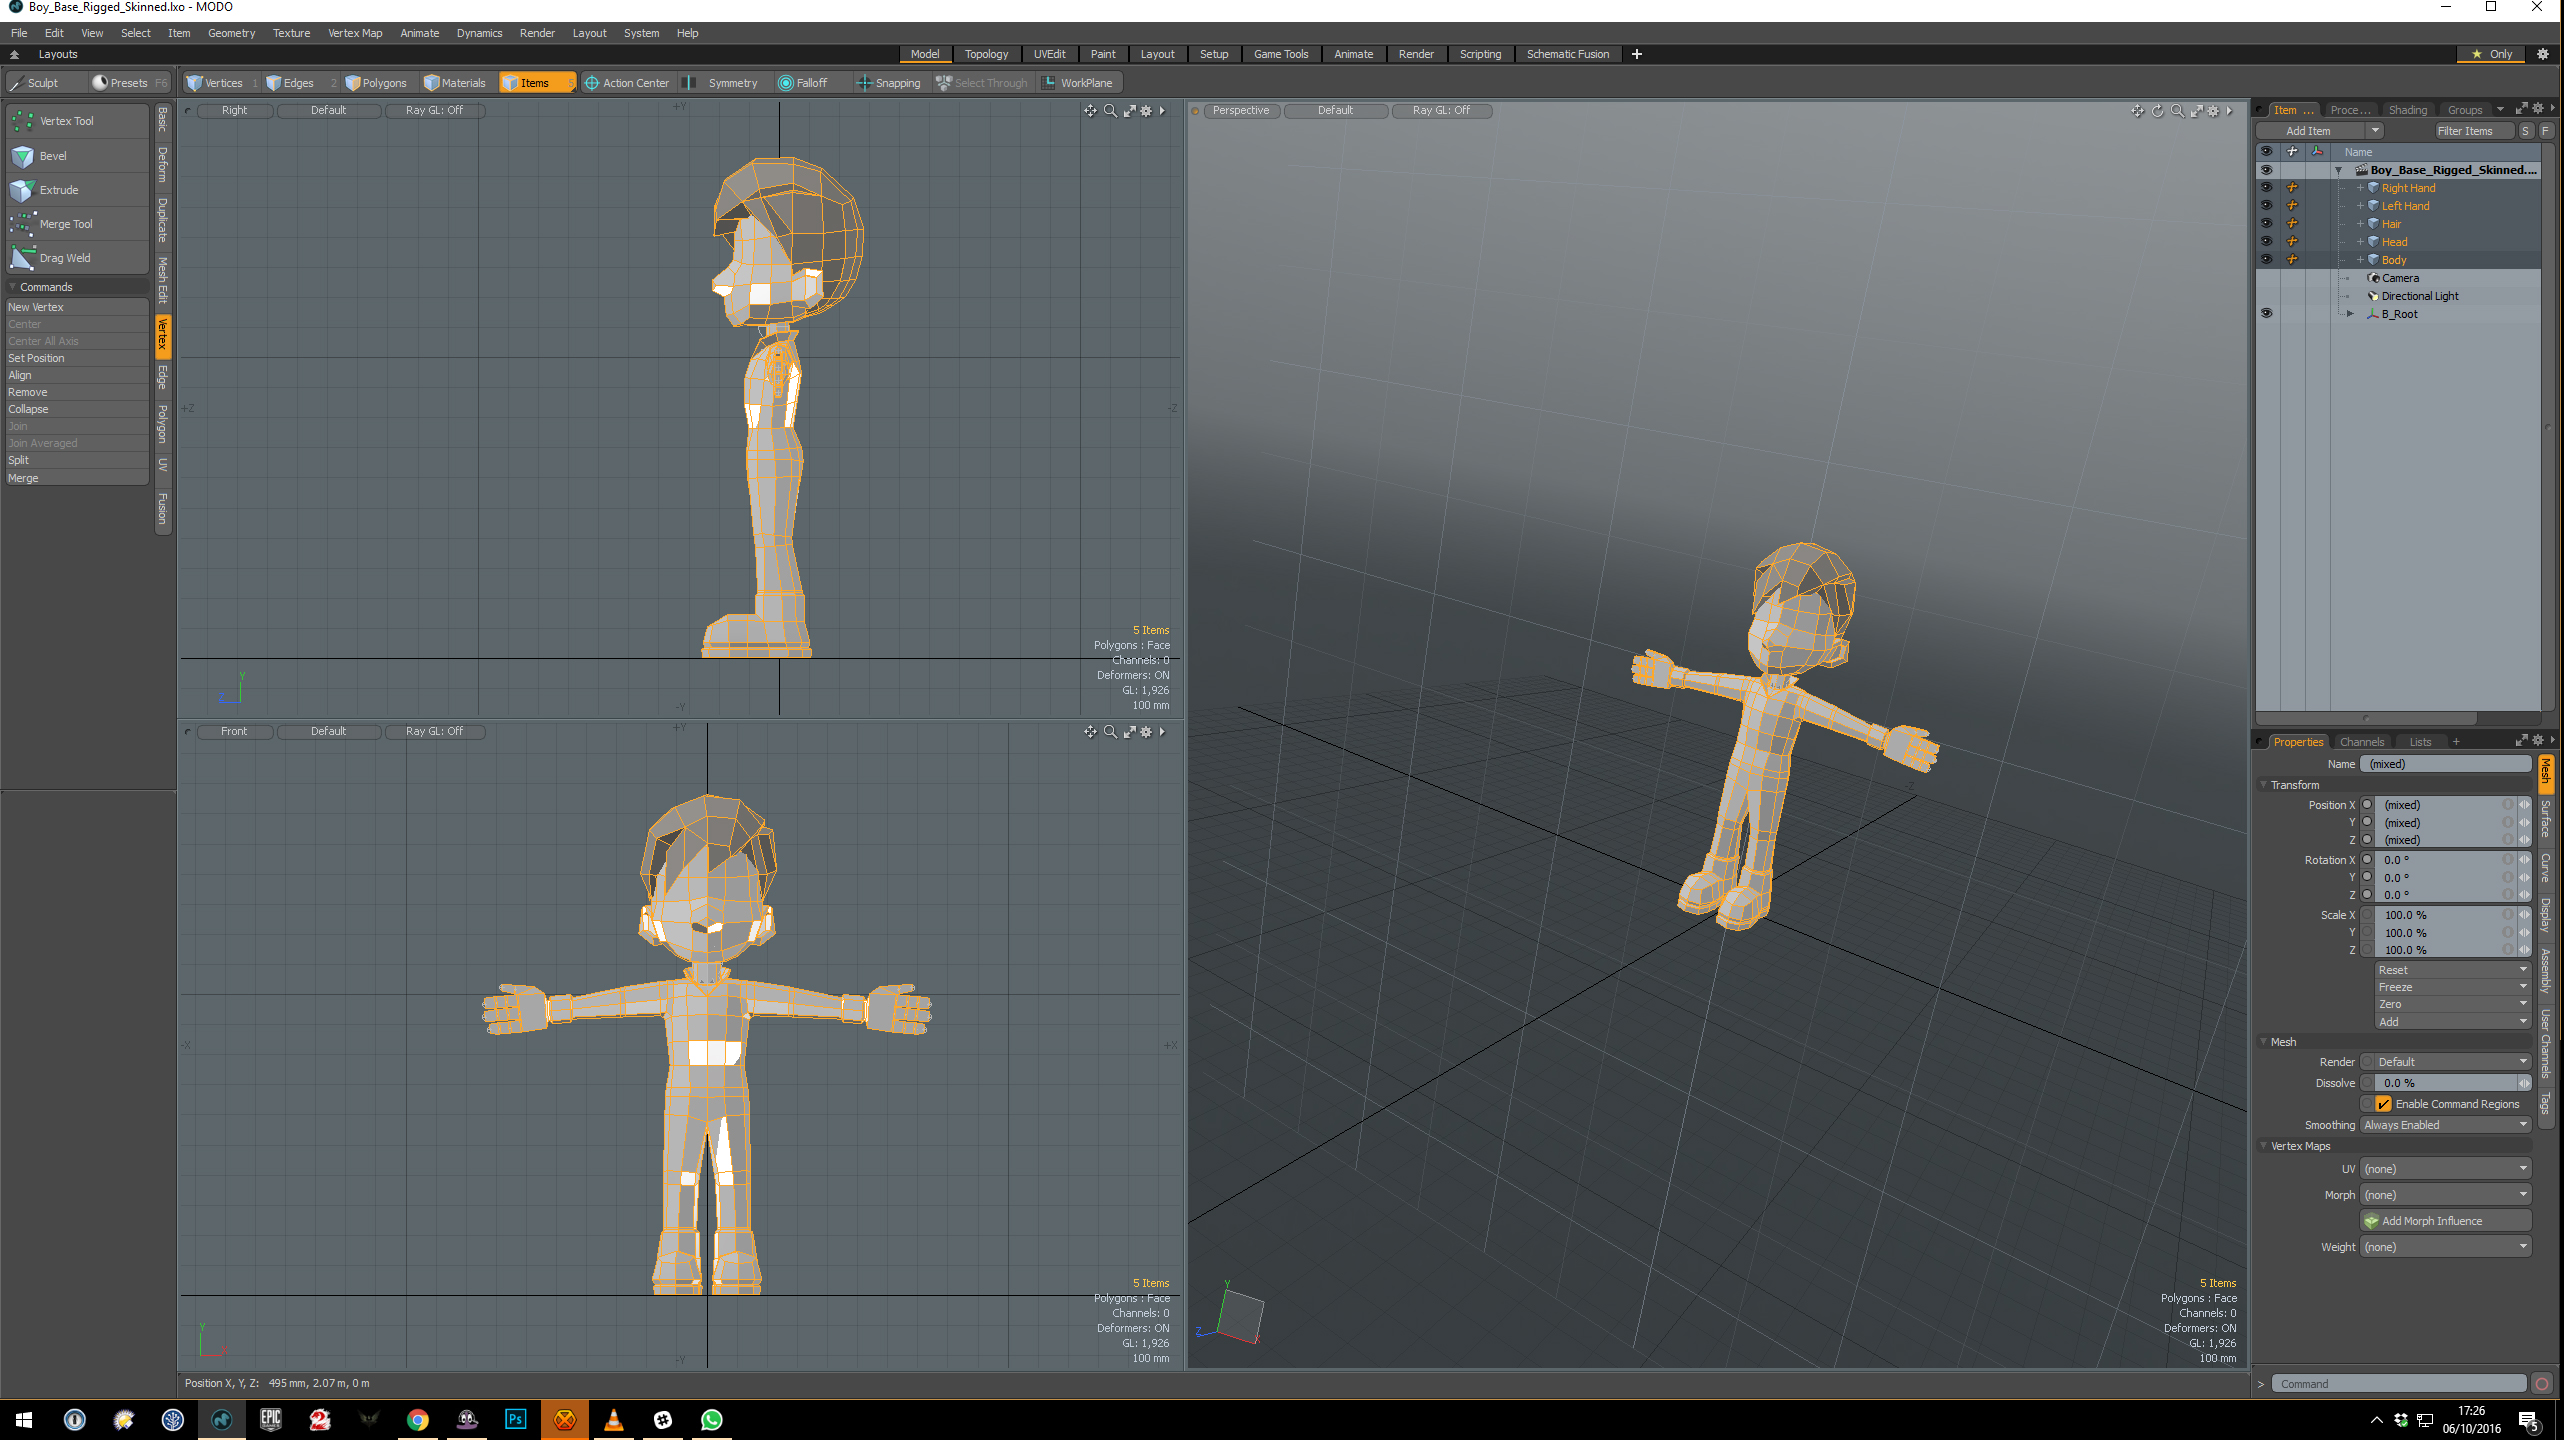 Boy_Base_Rigged_Skinned.lxo - MODO
File Edit View Select Item Geometry Texture Vertex Map Animate Dynamics Render Layout System Help
Layouts
Model Topology UVEdit Paint Layout Setup Game Tools Animate Render Scripting Schematic Fusion +
Only
Sculpt Presets F6
Vertices 1 Edges 2 Polygons Materials Items 5 Action Center Symmetry Falloff Snapping Select Through WorkPlane
Vertex Tool
Bevel
Extrude
Merge Tool
Drag Weld
Commands
New Vertex
Center
Center All Axis
Set Position
Align
Remove
Collapse
Join
Join Averaged
Split
Merge
Basic
Deform
Duplicate
Mesh Edit
Vertex
Edge
Polygon
UV
Fusion
Right Default Ray GL: Off
+Y
+Z
-Z
-Y
Y
5 Items
Polygons : Face
Channels: 0
Deformers: ON
GL: 1,926
100 mm
Front Default Ray GL: Off
+Y
-X
+X
-Y
Y
X
5 Items
Polygons : Face
Channels: 0
Deformers: ON
GL: 1,926
100 mm
Perspective Default Ray GL: Off
-Z
Y
Z
5 Items
Polygons : Face
Channels: 0
Deformers: ON
GL: 1,926
100 mm
Item ... Proce... Shading Groups
Add Item Filter Items S F
Name
Boy_Base_Rigged_Skinned....
Right Hand
Left Hand
Hair
Head
Body
Camera
Directional Light
B_Root
Properties Channels Lists +
Name (mixed)
Transform
Position X (mixed)
Y (mixed)
Z (mixed)
Rotation X 0.0 °
Y 0.0 °
Z 0.0 °
Scale X 100.0 %
Y 100.0 %
Z 100.0 %
Reset
Freeze
Zero
Add
Mesh
Render Default
Dissolve 0.0 %
Enable Command Regions
Smoothing Always Enabled
Vertex Maps
UV (none)
Morph (none)
Add Morph Influence
Weight (none)
Mesh
Surface
Curve
Display
Assembly
User Channels
Tags
Position X, Y, Z: 495 mm, 2.07 m, 0 m
> Command
EPIC
Ps
17:26
06/10/2016
5